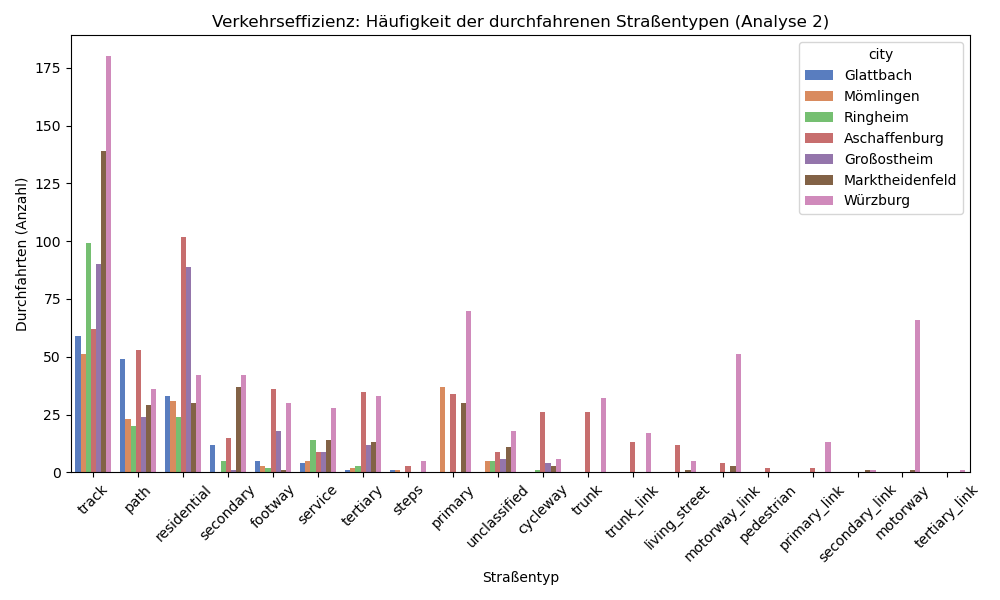 Verkehrseffizienz: Häufigkeit der durchfahrenen Straßentypen (Analyse 2)
city
Glattbach
Mömlingen
Ringheim
Aschaffenburg
Großostheim
Marktheidenfeld
Würzburg
Durchfahrten (Anzahl)
175
150
125
100
75
50
25
0
track
path
residential
secondary
footway
service
tertiary
steps
primary
unclassified
cycleway
trunk
trunk_link
living_street
motorway_link
pedestrian
primary_link
secondary_link
motorway
tertiary_link
Straßentyp